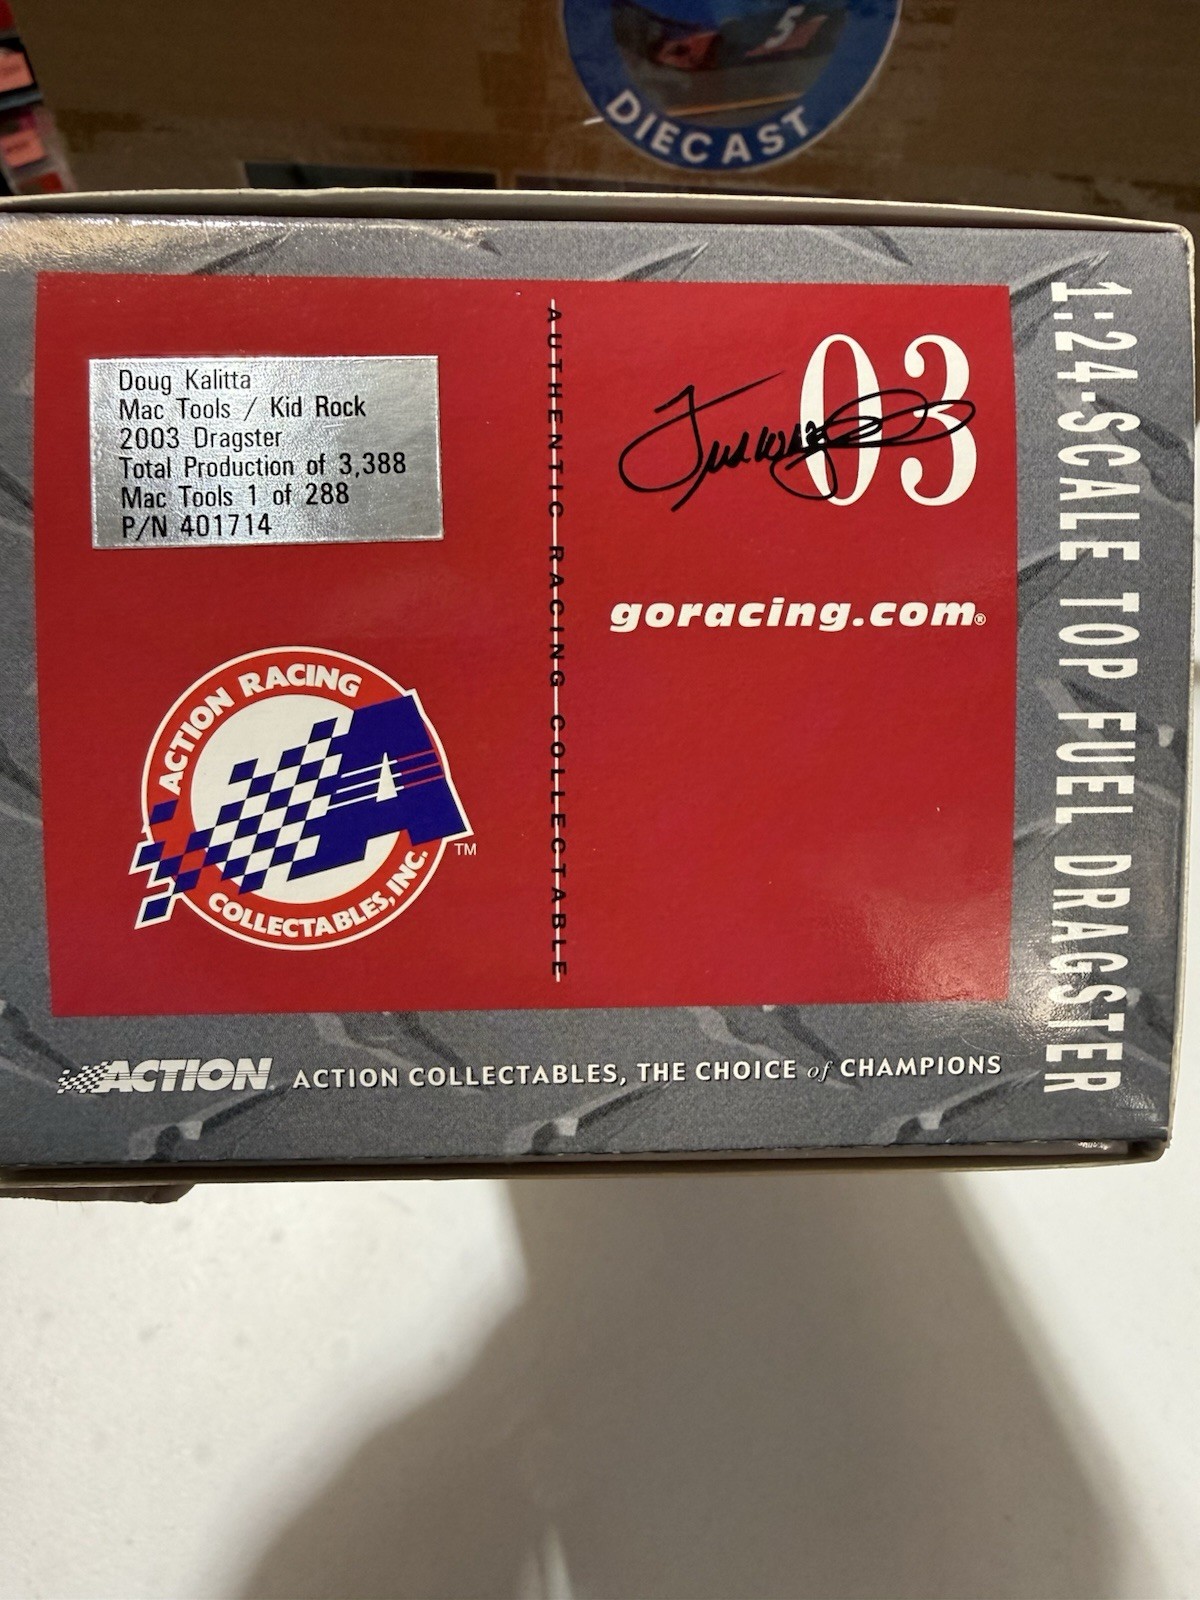 5
DIECAST
Doug Kalitta
Mac Tools / Kid Rock
2003 Dragster
Total Production of 3,388
Mac Tools 1 of 288
P/N 401714
AUTHENTIC RACING COLLECTABLE
03
goracing.com®
ACTION RACING
A
COLLECTABLES, INC.
TM
1:24-SCALE TOP FUEL DRAGSTER
ACTION
ACTION COLLECTABLES, THE CHOICE of CHAMPIONS